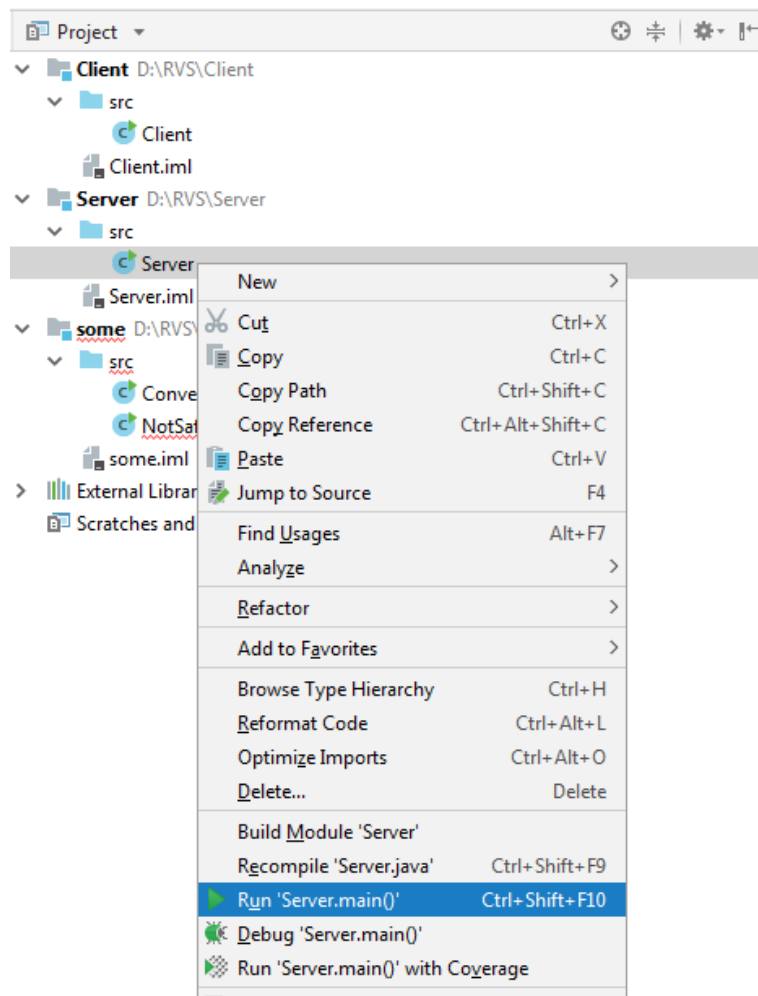 Project
Client D:\RVS\Client
src
Client
Client.iml
Server D:\RVS\Server
src
Server
Server.iml
some D:\RVS\
src
Conve
NotSaf
some.iml
External Librar
Scratches and
New
Cut Ctrl+X
Copy Ctrl+C
Copy Path Ctrl+Shift+C
Copy Reference Ctrl+Alt+Shift+C
Paste Ctrl+V
Jump to Source F4
Find Usages Alt+F7
Analyze
Refactor
Add to Favorites
Browse Type Hierarchy Ctrl+H
Reformat Code Ctrl+Alt+L
Optimize Imports Ctrl+Alt+O
Delete... Delete
Build Module 'Server'
Recompile 'Server.java' Ctrl+Shift+F9
Run 'Server.main()' Ctrl+Shift+F10
Debug 'Server.main()'
Run 'Server.main()' with Coverage